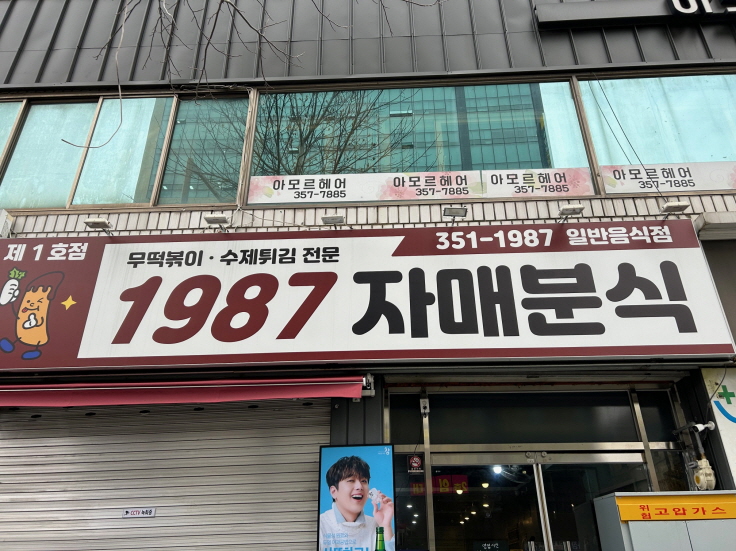 아모르헤어
357-7885
아모르헤어
357-7885
아모르헤어
357-7885
아모르헤어
357-7885
제 1 호점
무떡볶이 · 수제튀김 전문
351-1987 일반음식점
1987 자매분식
CCTV 녹화중
위험 고압가스